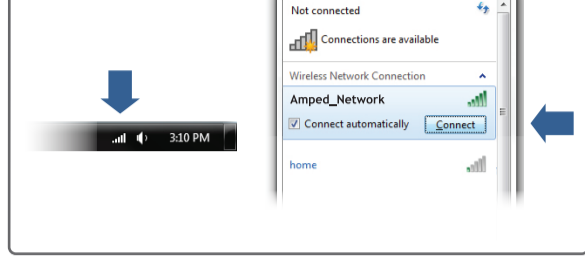 3:10 PM
Not connected
Connections are available
Wireless Network Connection
Amped_Network
Connect automatically
Connect
home